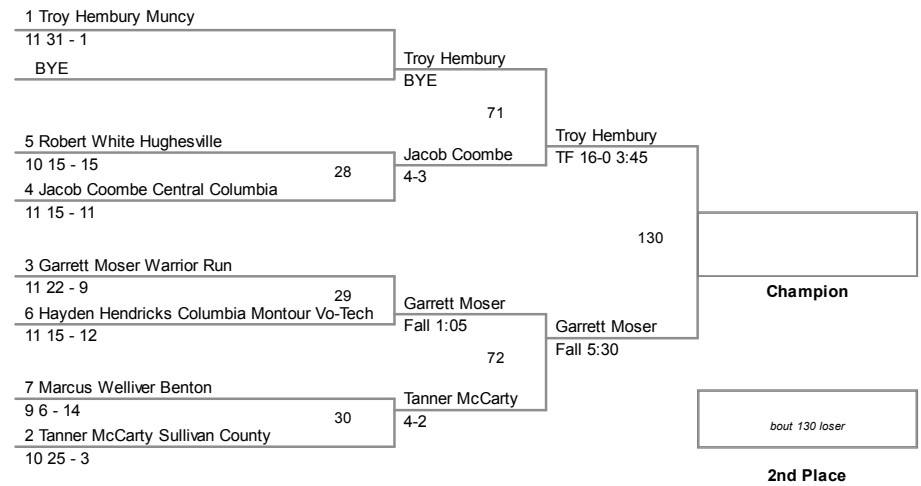 1 Troy Hembury Muncy
11 31 - 1
BYE
Troy Hembury
BYE
71
5 Robert White Hughesville
10 15 - 15
28
4 Jacob Coombe Central Columbia
11 15 - 11
Jacob Coombe
4-3
Troy Hembury
TF 16-0 3:45
130
3 Garrett Moser Warrior Run
11 22 - 9
29
6 Hayden Hendricks Columbia Montour Vo-Tech
11 15 - 12
Garrett Moser
Fall 1:05
72
Garrett Moser
Fall 5:30
7 Marcus Welliver Benton
9 6 - 14
30
2 Tanner McCarty Sullivan County
10 25 - 3
Tanner McCarty
4-2
Champion
bout 130 loser
2nd Place